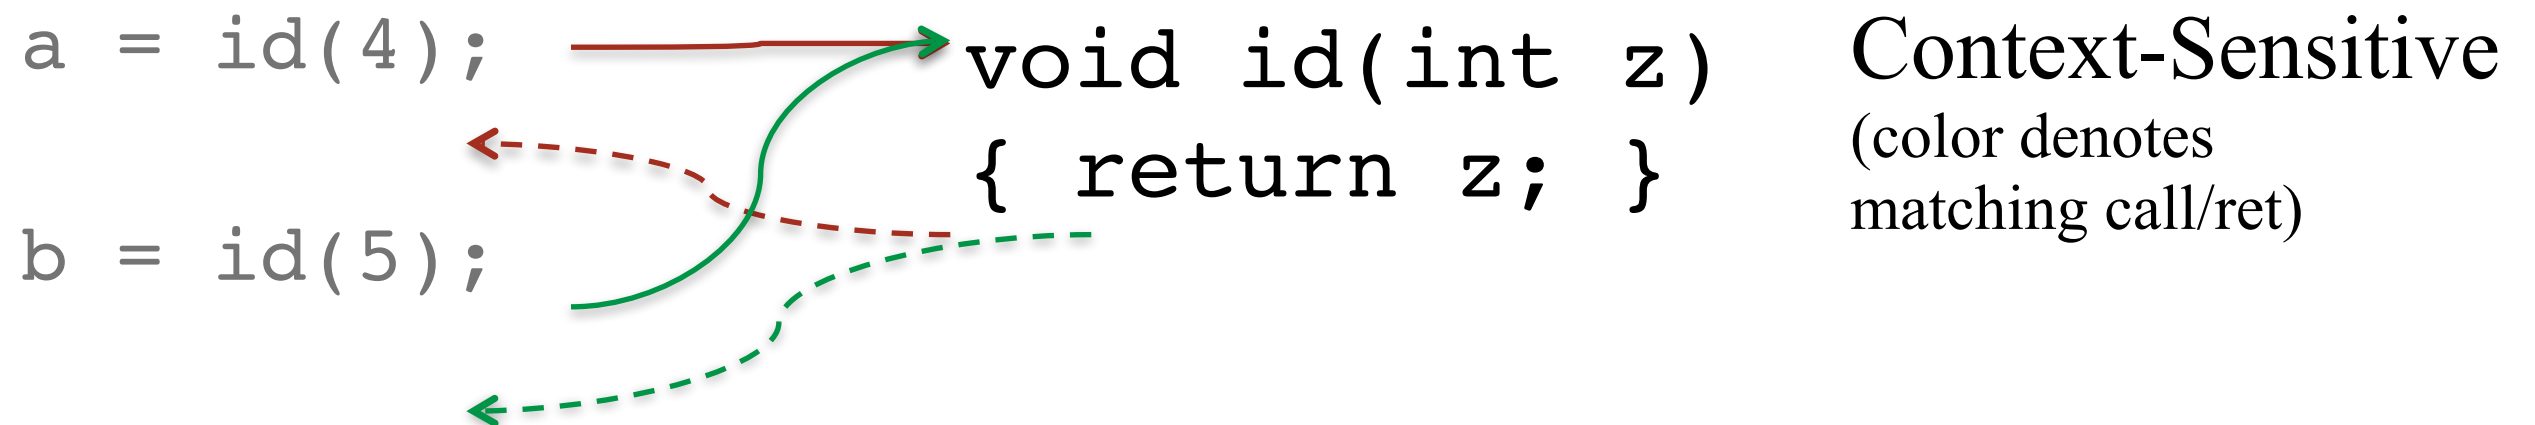 a = id(4);
void id(int z)
{ return z; }
b = id(5);
Context-Sensitive
(color denotes
matching call/ret)